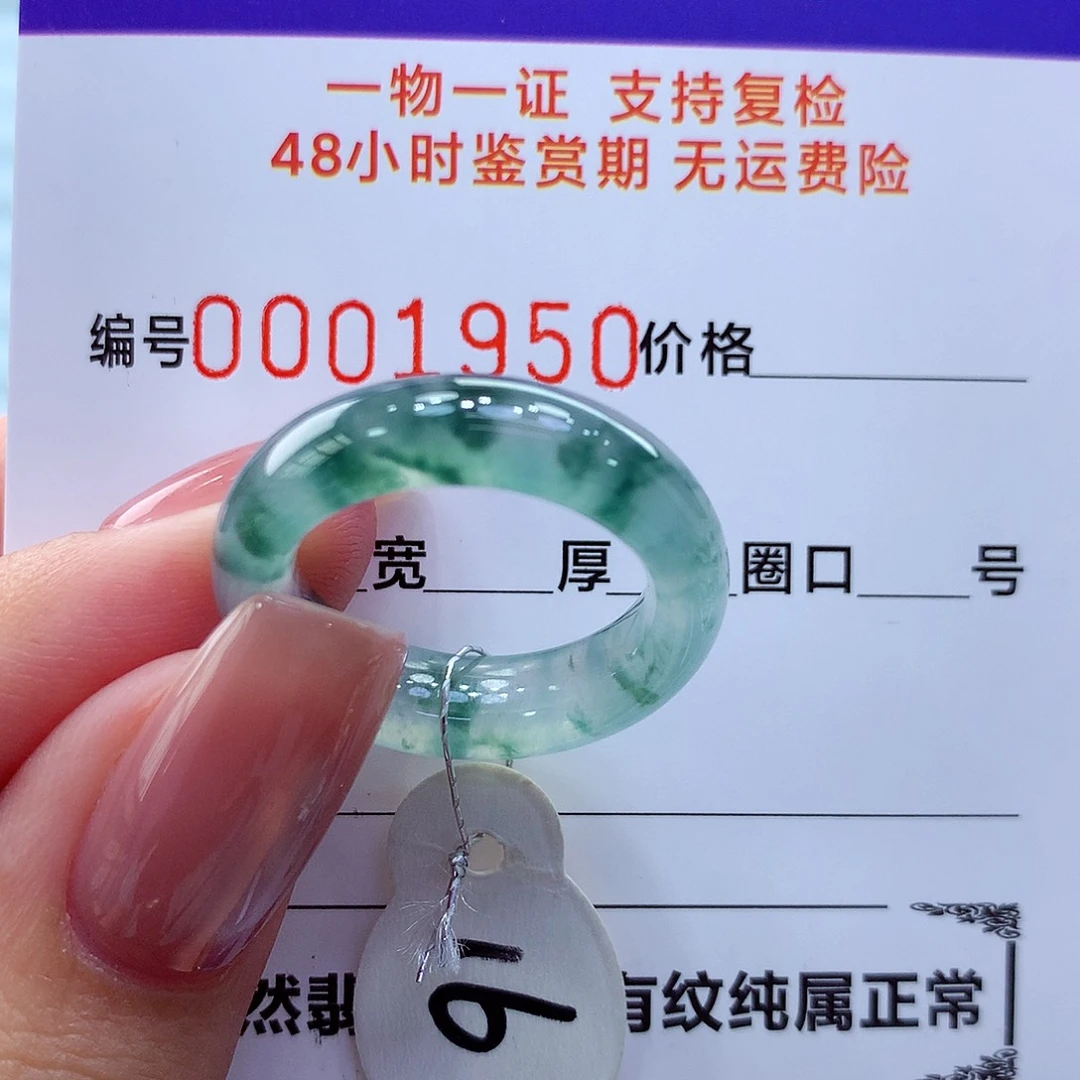 一物一证 支持复检
48小时鉴赏期 无运费险
编号0001950价格
宽 厚 圈口 号
然翡 有纹纯属正常